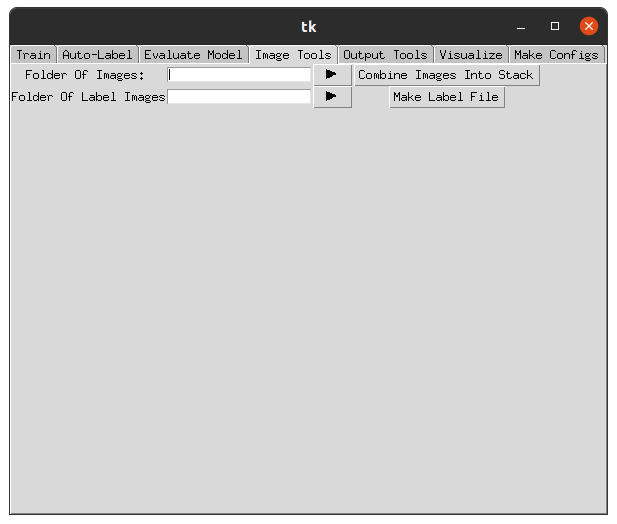 tk
Train Auto-Label Evaluate Model Image Tools Output Tools Visualize Make Configs
Folder Of Images: Combine Images Into Stack
Folder Of Label Images Make Label File